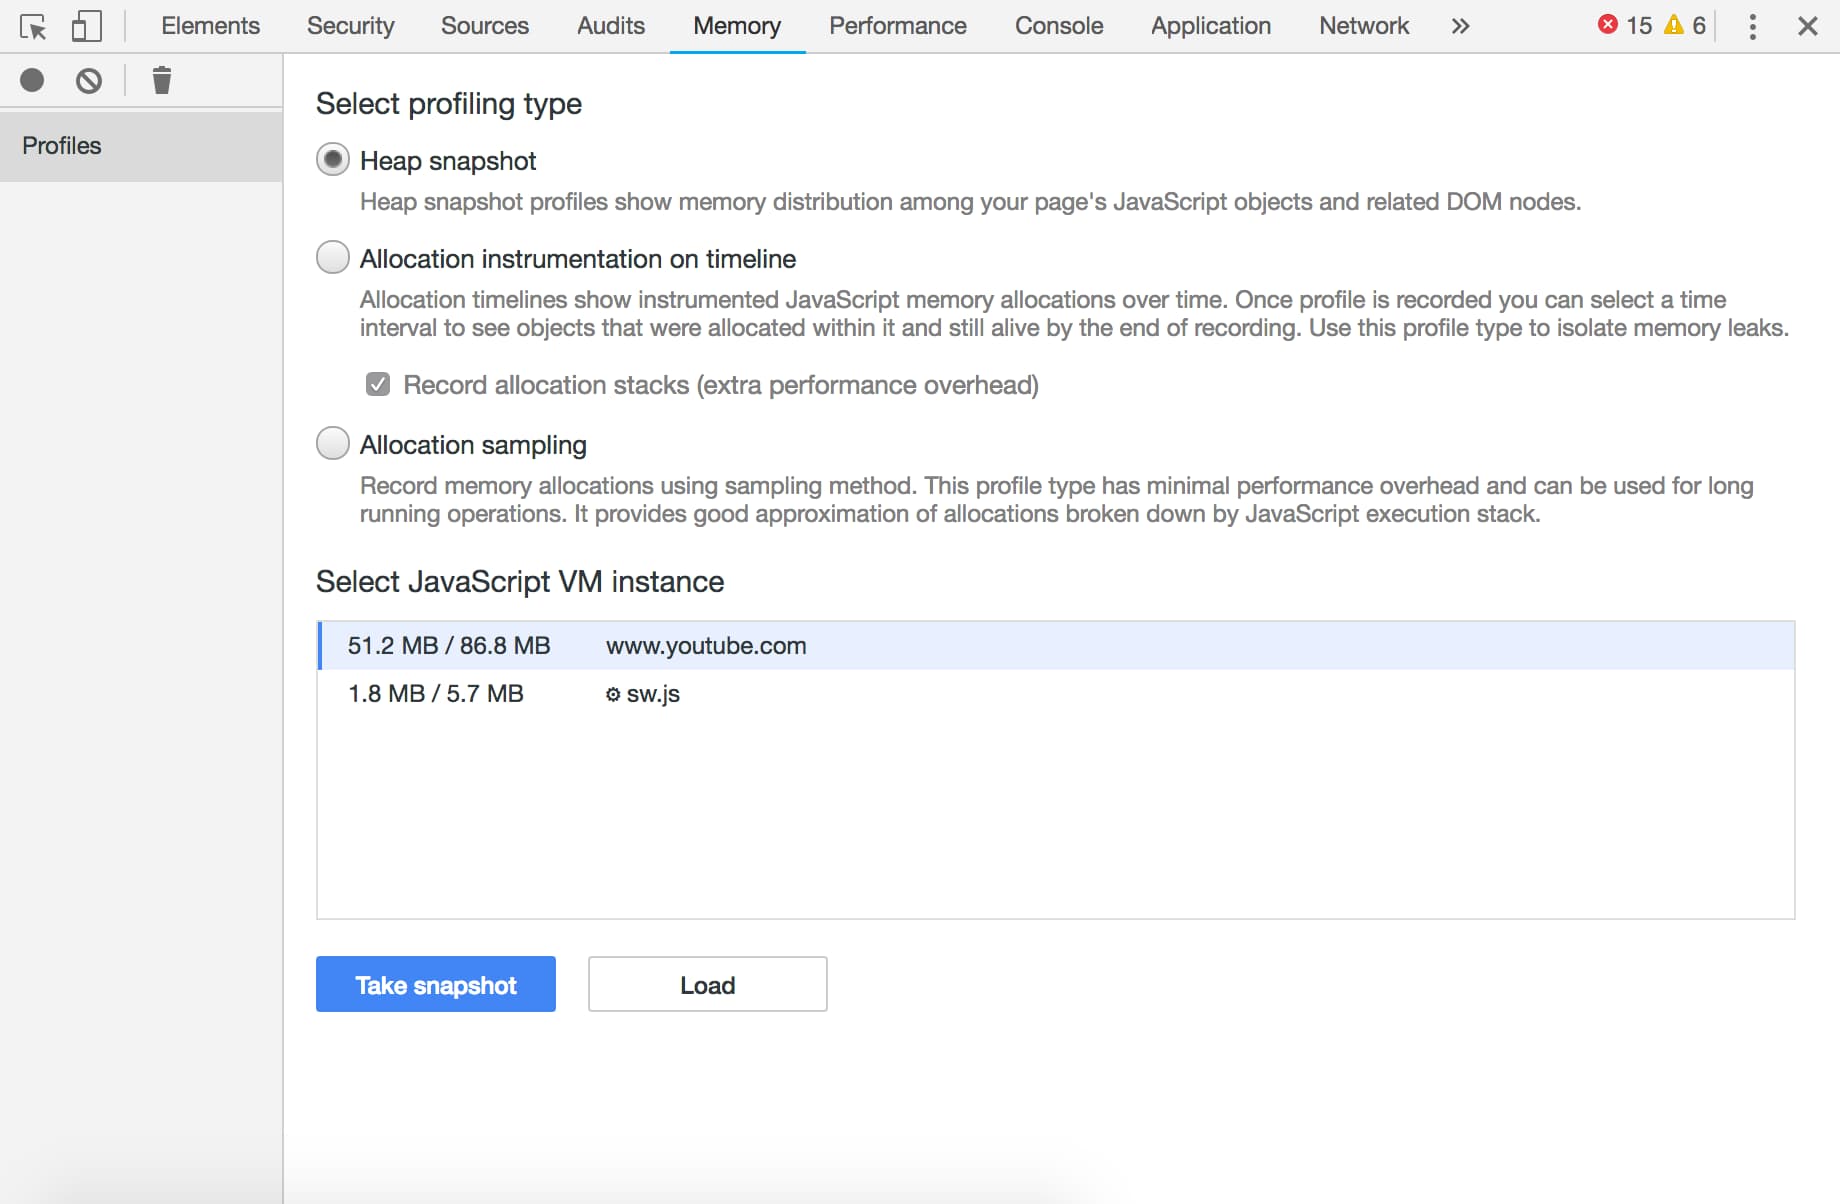 Elements Security Sources Audits Memory Performance Console Application Network » 15 6
Profiles
Select profiling type
Heap snapshot
Heap snapshot profiles show memory distribution among your page's JavaScript objects and related DOM nodes.
Allocation instrumentation on timeline
Allocation timelines show instrumented JavaScript memory allocations over time. Once profile is recorded you can select a time
interval to see objects that were allocated within it and still alive by the end of recording. Use this profile type to isolate memory leaks.
Record allocation stacks (extra performance overhead)
Allocation sampling
Record memory allocations using sampling method. This profile type has minimal performance overhead and can be used for long
running operations. It provides good approximation of allocations broken down by JavaScript execution stack.
Select JavaScript VM instance
51.2 MB / 86.8 MB www.youtube.com
1.8 MB / 5.7 MB sw.js
Take snapshot Load